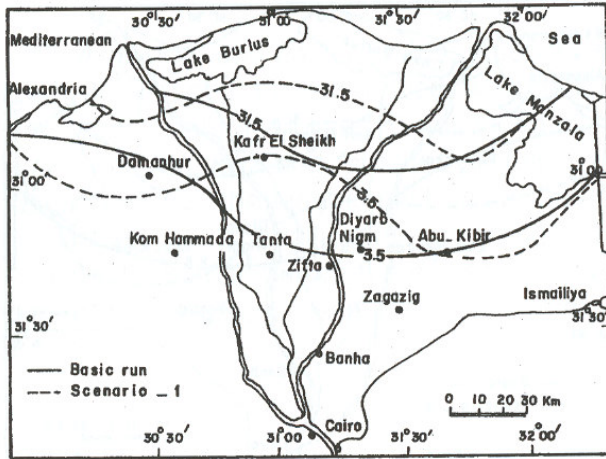 30° 30' 31° 00 31° 30' 32° 00'
Mediterranean
Sea
Lake Burlus
Alexandria
Lake Manzala
31.5
31.5
Kafr El Sheikh
Damanhur
31° 00
31° 00
3.5
Diyarb
Nigm
Abu_Kibir
Kom Hammada
Tanta
3.5
Zifta
Zagazig
Ismailiya
31° 30'
31° 30'
Basic run
Scenario _ 1
Banha
0 10 20 30 Km
Cairo
30° 30' 31° 00 31° 30' 32° 00'